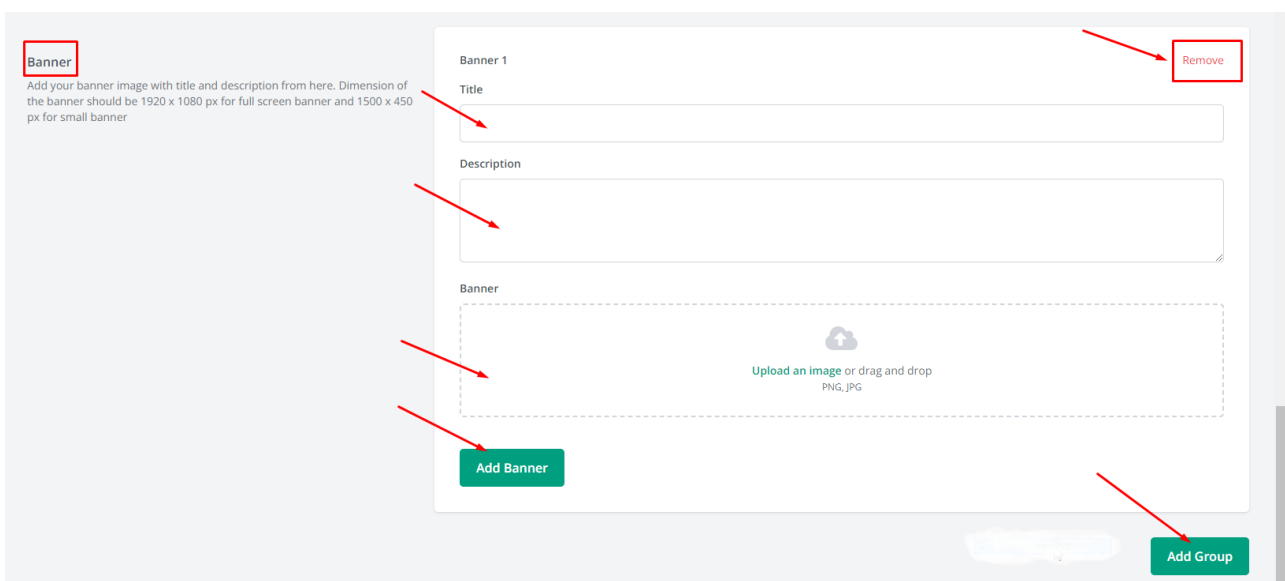 Banner
Add your banner image with title and description from here. Dimension of
the banner should be 1920 x 1080 px for full screen banner and 1500 x 450
px for small banner
Banner 1
Remove
Title
Description
Banner
Upload an image or drag and drop
PNG, JPG
Add Banner
Add Group